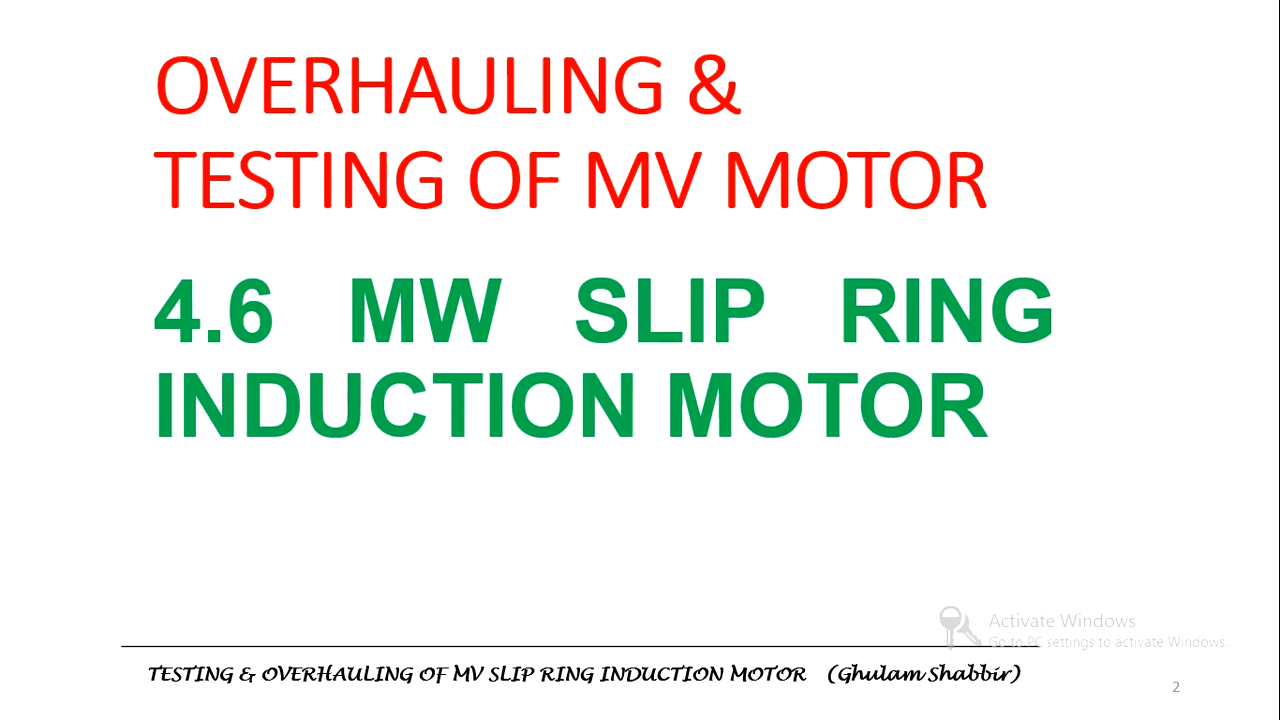 OVERHAULING &
TESTING OF MV MOTOR
4.6 MW SLIP RING
INDUCTION MOTOR
Activate Windows
Go to PC settings to activate Windows.
TESTING & OVERHAULING OF MV SLIP RING INDUCTION MOTOR (Ghulam Shabbir)
2